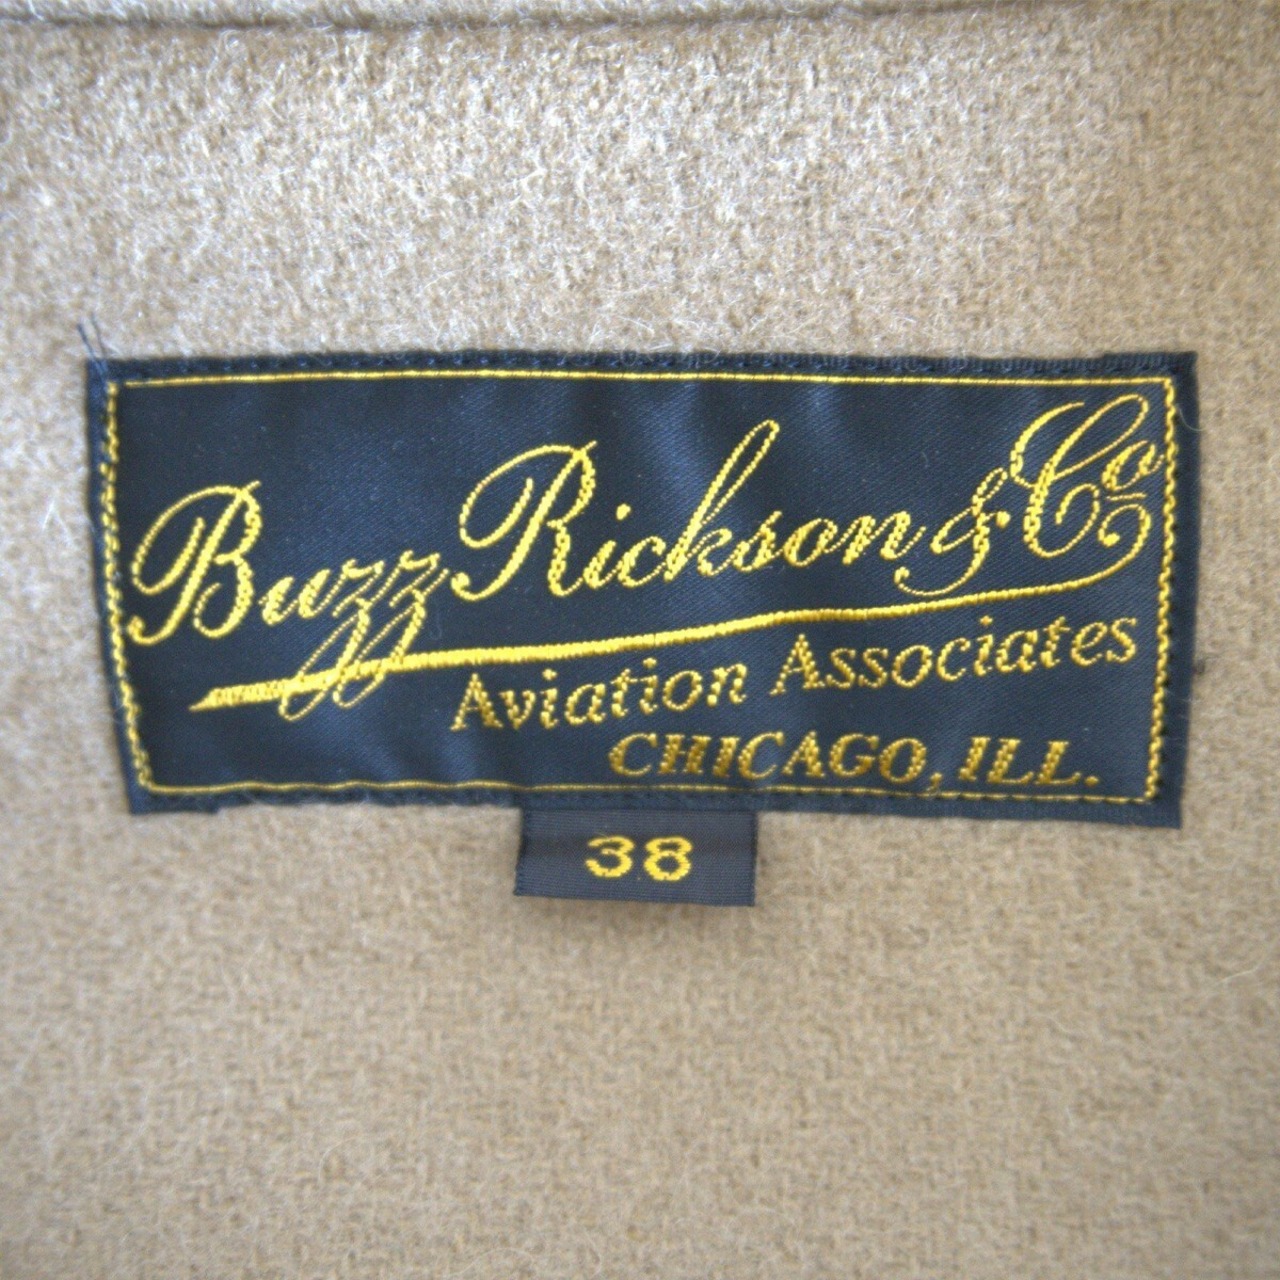 Buzz Rickson & Co
Aviation Associates
CHICAGO, ILL.
38